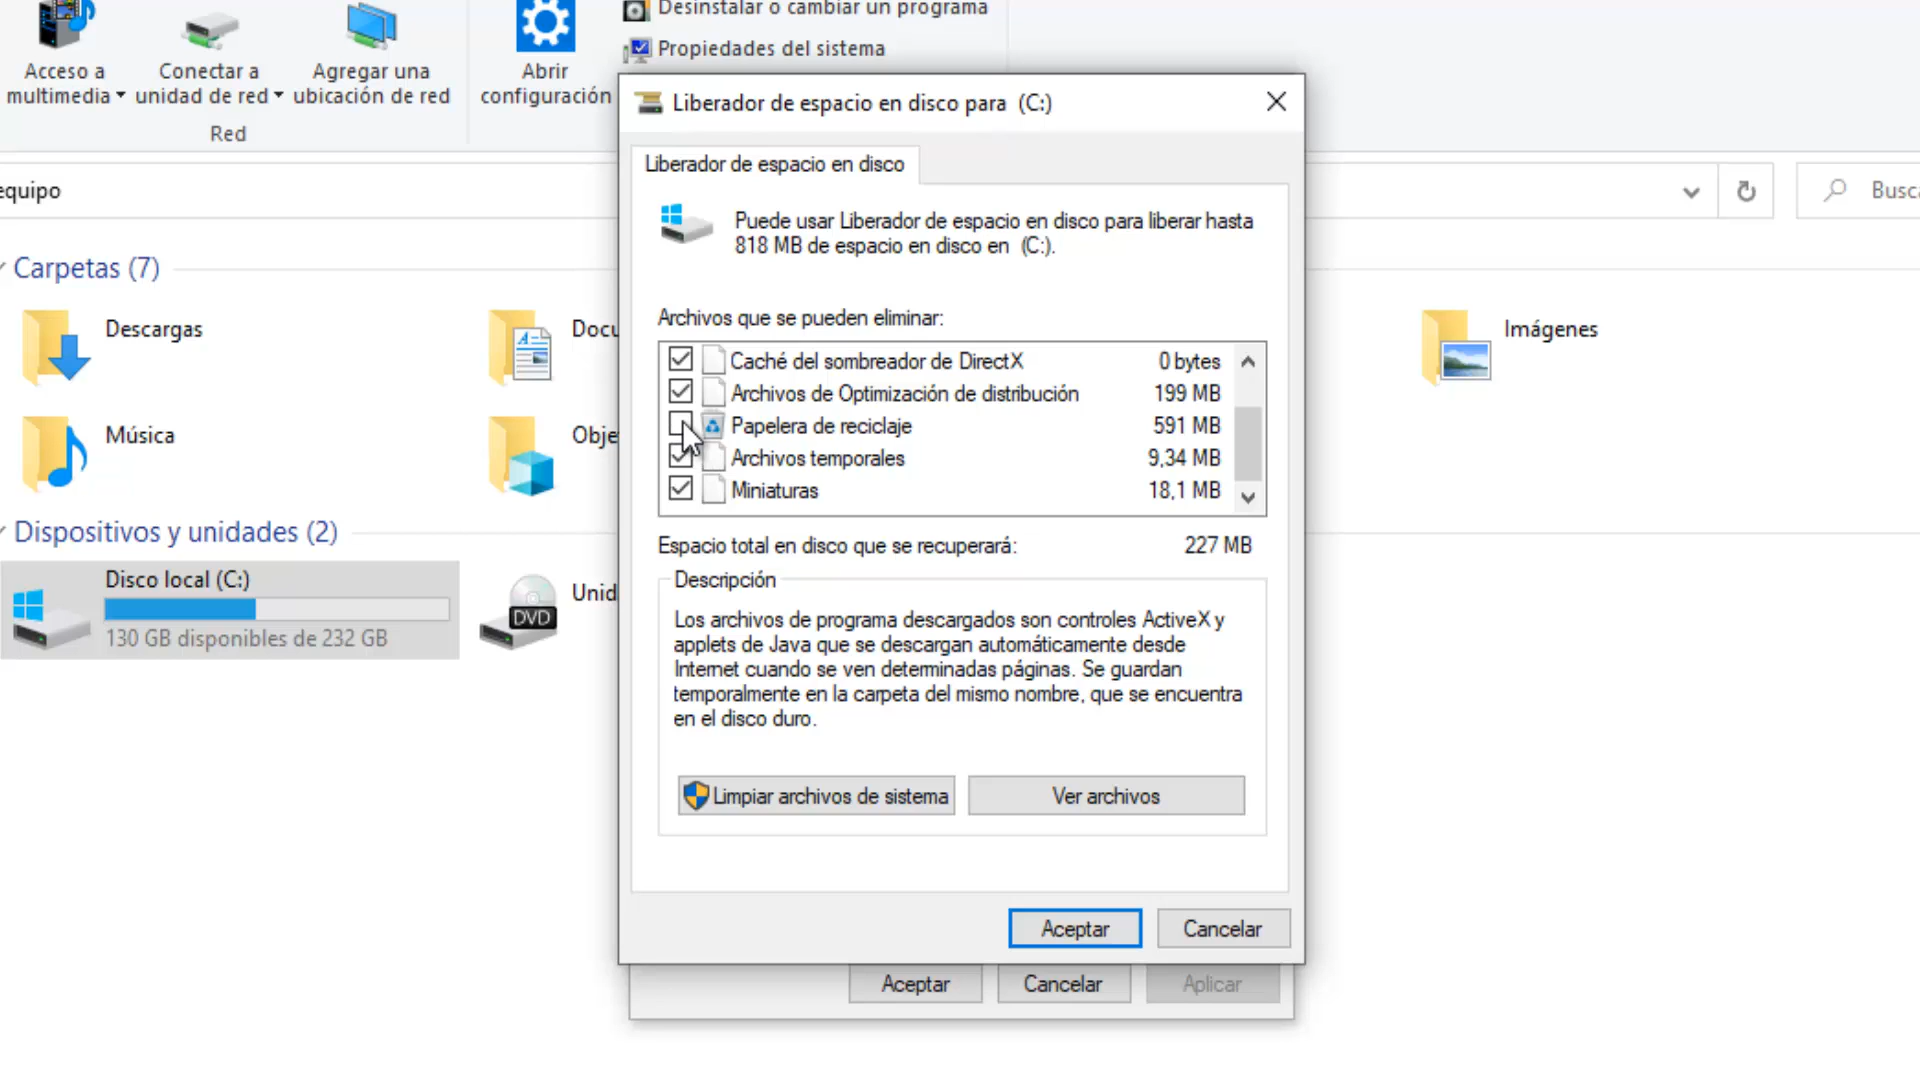 Desinstalar o cambiar un programa
Propiedades del sistema
Acceso a multimedia
Conectar a unidad de red
Agregar una ubicación de red
Abrir configuración
Red
equipo
Busca
Carpetas (7)
Descargas
Docu
Imágenes
Música
Obje
Dispositivos y unidades (2)
Disco local (C:)
130 GB disponibles de 232 GB
DVD
Unid
Liberador de espacio en disco para (C:)
Liberador de espacio en disco
Puede usar Liberador de espacio en disco para liberar hasta
818 MB de espacio en disco en (C:).
Archivos que se pueden eliminar:
Caché del sombreador de DirectX 0 bytes
Archivos de Optimización de distribución 199 MB
Papelera de reciclaje 591 MB
Archivos temporales 9,34 MB
Miniaturas 18,1 MB
Espacio total en disco que se recuperará: 227 MB
Descripción
Los archivos de programa descargados son controles ActiveX y
applets de Java que se descargan automáticamente desde
Internet cuando se ven determinadas páginas. Se guardan
temporalmente en la carpeta del mismo nombre, que se encuentra
en el disco duro.
Limpiar archivos de sistema
Ver archivos
Aceptar
Cancelar
Aceptar
Cancelar
Aplicar